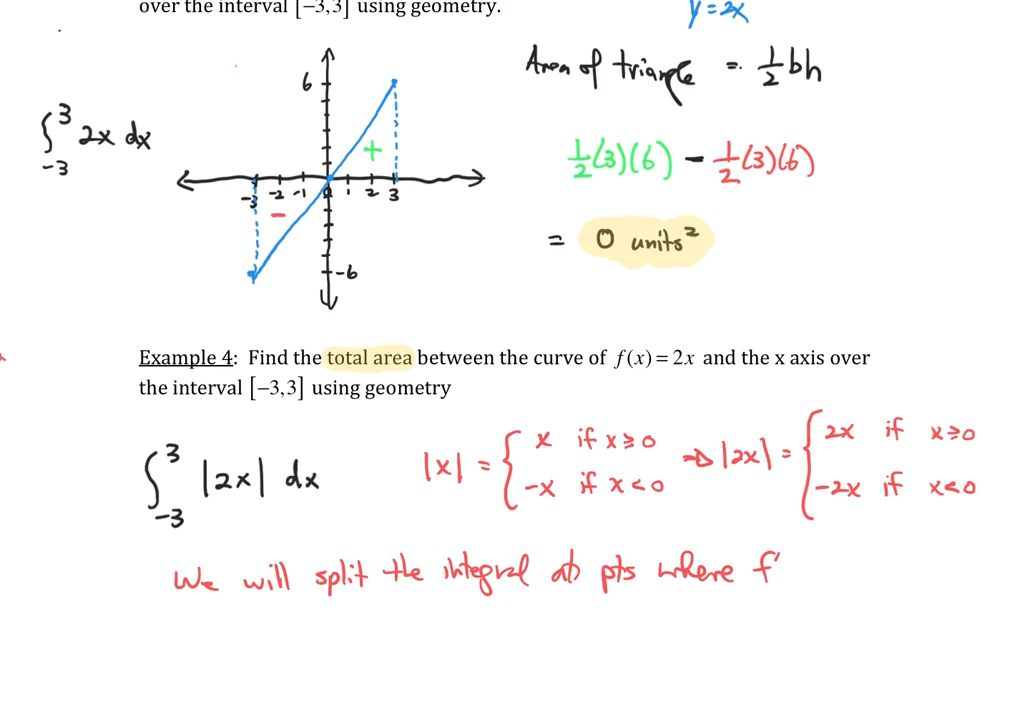 over the interval [−3,3] using geometry.
y = 2x
Area of triangle = ½bh
∫₋₃³ 2x dx
6
+
-3 -2 -1 0 1 2 3
−
-6
½(3)(6) − ½(3)(6)
= 0 units²
Example 4: Find the total area between the curve of f(x) = 2x and the x axis over
the interval [−3,3] using geometry
∫₋₃³ |2x| dx
|x| = { x if x ≥ 0
-x if x < 0
⇒ |2x| = { 2x if x ≥ 0
-2x if x < 0
We will split the integral at pts where f'